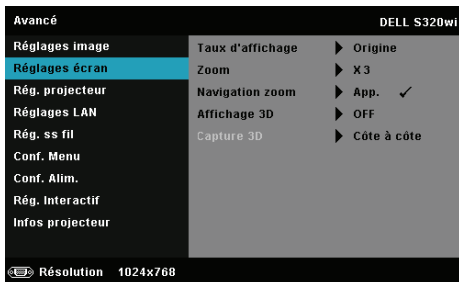 Avancé DELL S320wi
Réglages image
Réglages écran
Rég. projecteur
Réglages LAN
Rég. ss fil
Conf. Menu
Conf. Alim.
Rég. Interactif
Infos projecteur
Taux d'affichage Origine
Zoom X3
Navigation zoom App. ✓
Affichage 3D OFF
Capture 3D Côte à côte
Résolution 1024x768